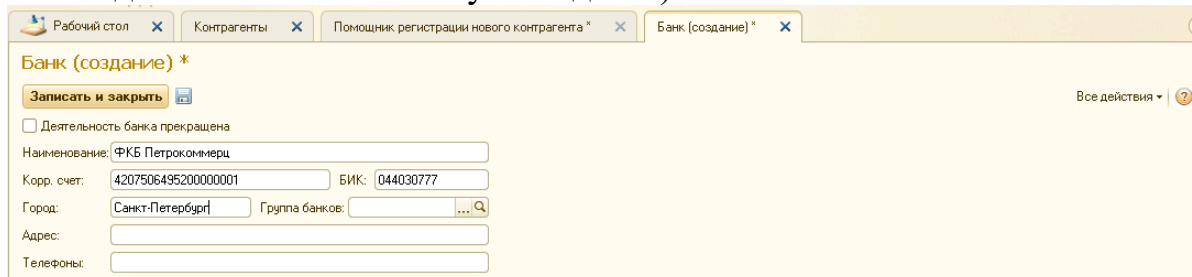 Рабочий стол Контрагенты Помощник регистрации нового контрагента * Банк (создание) *
Банк (создание) *
Записать и закрыть Все действия
Деятельность банка прекращена
Наименование: ФКБ Петрокоммерц
Корр. счет: 4207506495200000001 БИК: 044030777
Город: Санкт-Петербург Группа банков: ...
Адрес:
Телефоны: